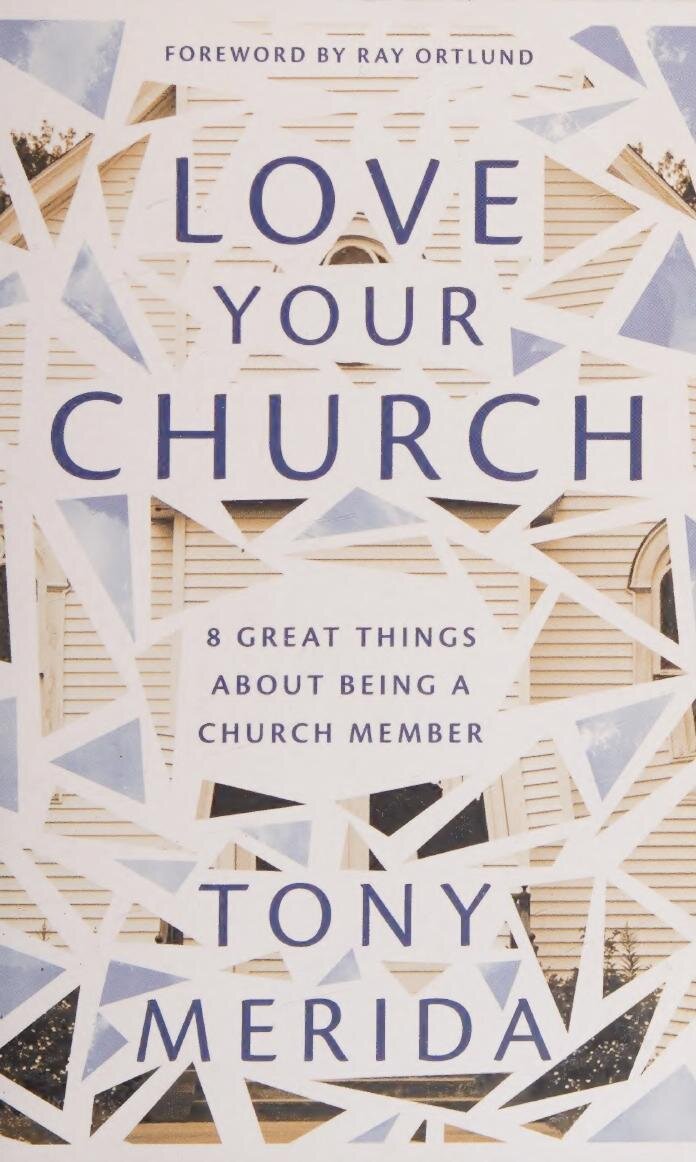 FOREWORD BY RAY ORTLUND
LOVE
YOUR
CHURCH
8 GREAT THINGS
ABOUT BEING A
CHURCH MEMBER
TONY
MERIDA